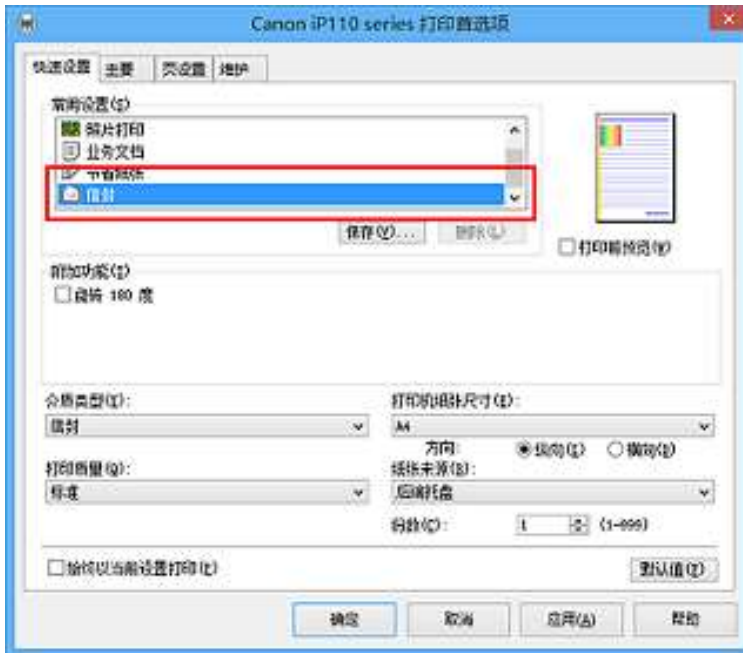 Canon iP110 series 打印首选项
快速设置 主要 页设置 维护
常用设置(S)
照片打印
业务文档
节省纸张
信封
保存(V)... 删除(L)
打印前预览(W)
附加功能(I)
旋转 180 度
介质类型(Y):
信封
打印机纸张尺寸(E):
A4
方向: 纵向(I) 横向(D)
打印质量(Q):
标准
纸张来源(B):
后端托盘
份数(C): 1 (1-999)
始终以当前设置打印(P)
默认值(Z)
确定 取消 应用(A) 帮助